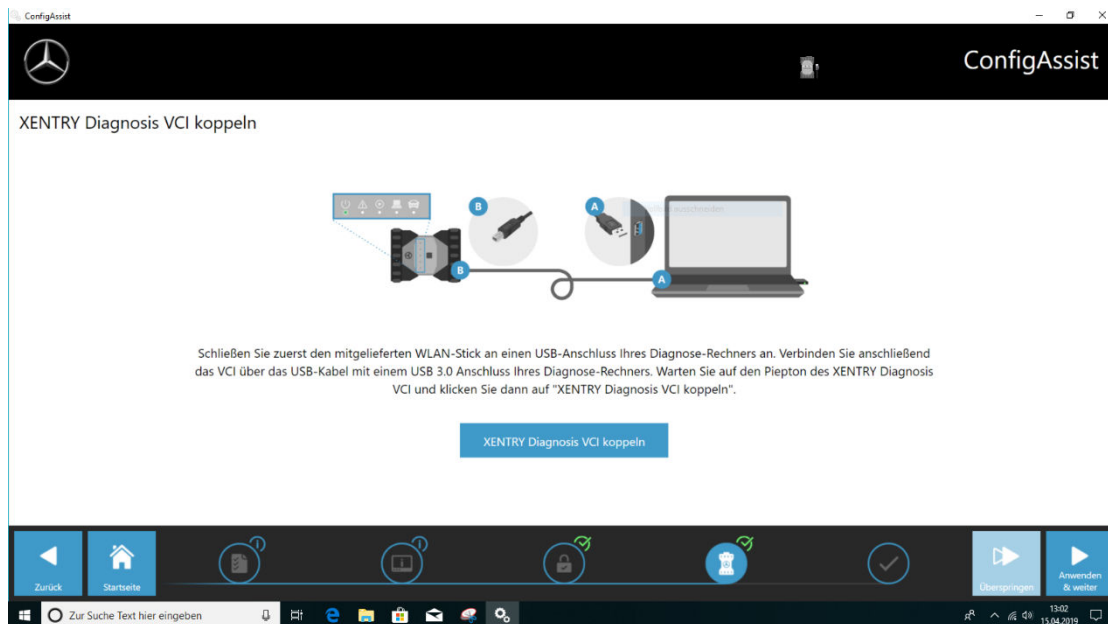 ConfigAssist
ConfigAssist
XENTRY Diagnosis VCI koppeln
B
A
B
A
Schließen Sie zuerst den mitgelieferten WLAN-Stick an einen USB-Anschluss Ihres Diagnose-Rechners an. Verbinden Sie anschließend
das VCI über das USB-Kabel mit einem USB 3.0 Anschluss Ihres Diagnose-Rechners. Warten Sie auf den Piepton des XENTRY Diagnosis
VCI und klicken Sie dann auf "XENTRY Diagnosis VCI koppeln".
XENTRY Diagnosis VCI koppeln
Zurück
Startseite
Überspringen
Anwenden
& weiter
Zur Suche Text hier eingeben
13:02
15.04.2019